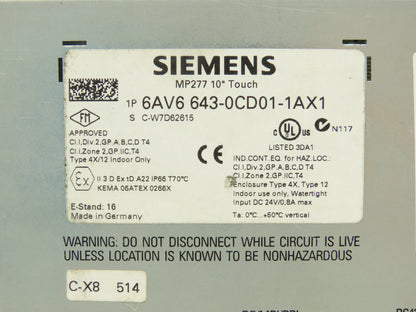 SIEMENS
MP277 10" Touch
1P 6AV6 643-0CD01-1AX1
S C-W7D62615
FM
APPROVED
Cl.I,Div.2,GP.A,B,C,D T4
Cl.I,Zone 2,GP.IIC,T4
Type 4X/12 Indoor Only
CE
C UL US
N117
LISTED 3DA1
IND.CONT.EQ. for HAZ.LOC.:
Cl.I,Div.2,GP.A,B,C,D T4
Cl.I,Zone 2,GP.IIC,T4
Enclosure Type 4X, Type 12
Indoor Use only, Watertight
Input DC 24V/0,8A max
Ta: 0°C...+50°C vertical
Ex II 3 D Ex tD A22 IP66 T70°C
KEMA 05ATEX
E-Stand: 16
Made in Germany
WARNING: DO NOT DISCONNECT WHILE CIRCUIT IS LIVE
UNLESS LOCATION IS KNOWN TO BE NONHAZARDOUS
C-X8 514